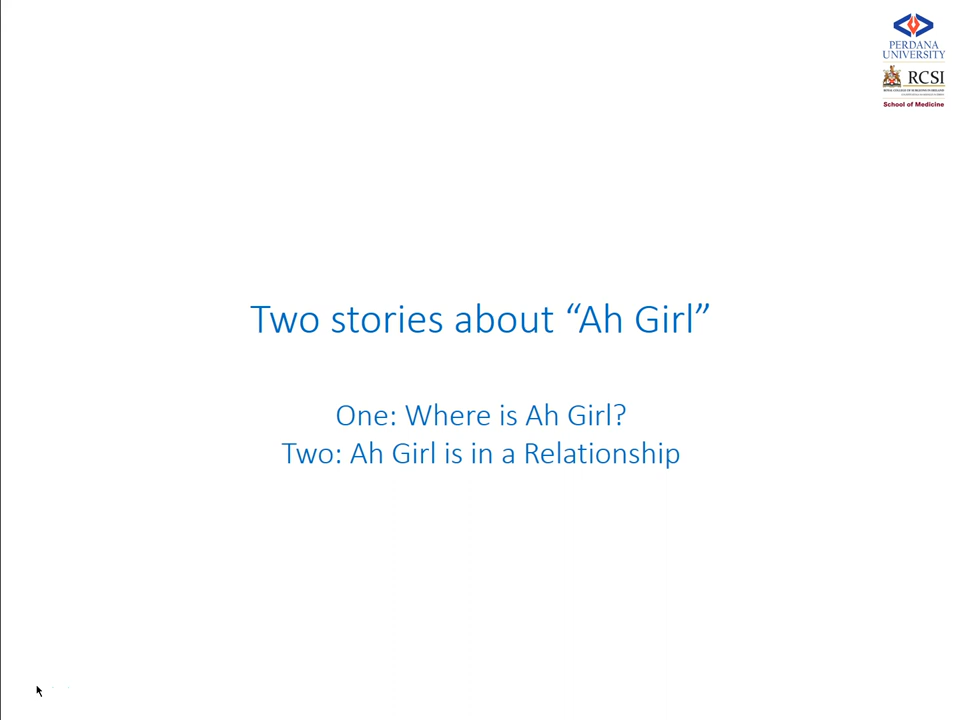 PERDANA
UNIVERSITY
RCSI
School of Medicine
Two stories about “Ah Girl”
One: Where is Ah Girl?
Two: Ah Girl is in a Relationship